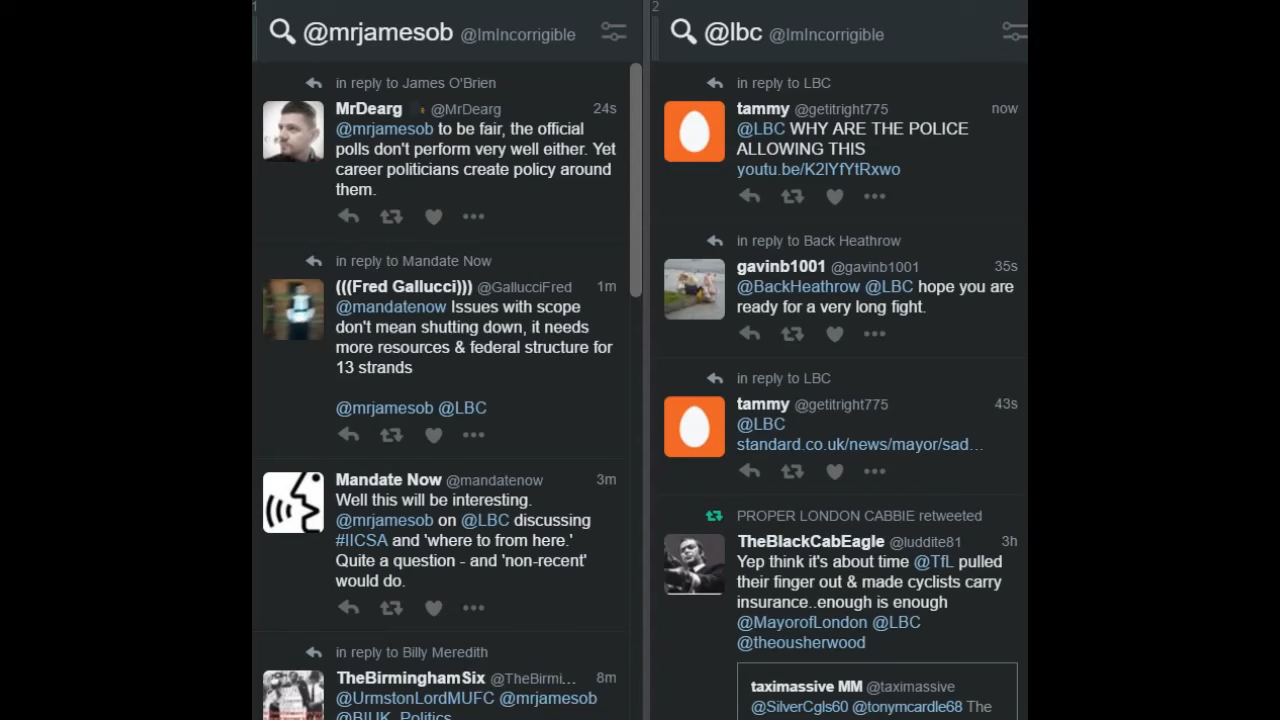 1
@mrjamesob @ImIncorrigible
in reply to James O'Brien
MrDearg @MrDearg 24s
@mrjamesob to be fair, the official
polls don't perform very well either. Yet
career politicians create policy around
them.
in reply to Mandate Now
(((Fred Gallucci))) @GallucciFred 1m
@mandatenow Issues with scope
don't mean shutting down, it needs
more resources & federal structure for
13 strands
@mrjamesob @LBC
Mandate Now @mandatenow 3m
Well this will be interesting.
@mrjamesob on @LBC discussing
#IICSA and 'where to from here.'
Quite a question - and 'non-recent'
would do.
in reply to Billy Meredith
TheBirminghamSix @TheBirmi... 8m
@UrmstonLordMUFC @mrjamesob
@BIUK_Politics
2
@lbc @ImIncorrigible
in reply to LBC
tammy @getitright775 now
@LBC WHY ARE THE POLICE
ALLOWING THIS
youtu.be/K2lYfYtRxwo
in reply to Back Heathrow
gavinb1001 @gavinb1001 35s
@BackHeathrow @LBC hope you are
ready for a very long fight.
in reply to LBC
tammy @getitright775 43s
@LBC
standard.co.uk/news/mayor/sad…
PROPER LONDON CABBIE retweeted
TheBlackCabEagle @luddite81 3h
Yep think it's about time @TfL pulled
their finger out & made cyclists carry
insurance..enough is enough
@MayorofLondon @LBC
@theousherwood
taximassive MM @taximassive
@SilverCgls60 @tonymcardle68 The